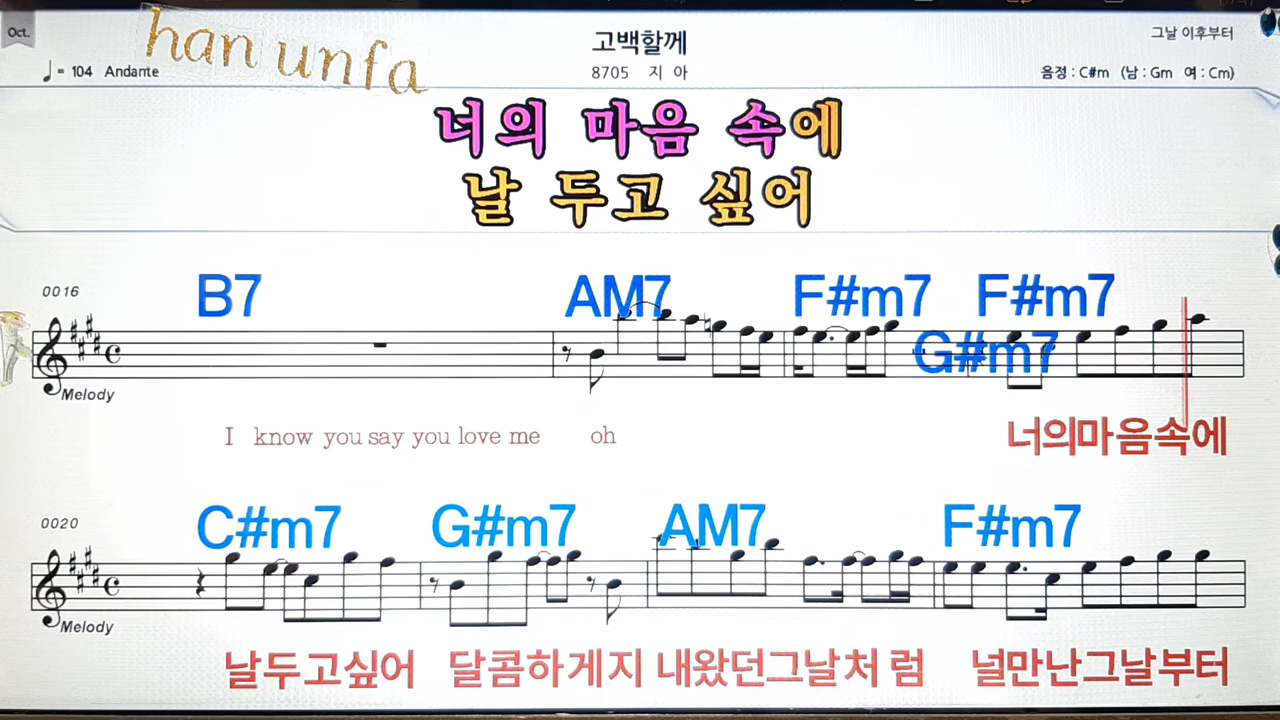 Oct.
han unfa
고백할께
그날 이후부터
♩= 104 Andante
8705 지 아
음정 : C#m (남 : Gm 여 : Cm)
너의 마음 속에
날 두고 싶어
0016
B7 AM7 F#m7 F#m7
G#m7
Melody
I know you say you love me oh
너의마음속에
0020
C#m7 G#m7 AM7 F#m7
Melody
날두고싶어 달콤하게지 내왔던그날처 럼 널만난그날부터